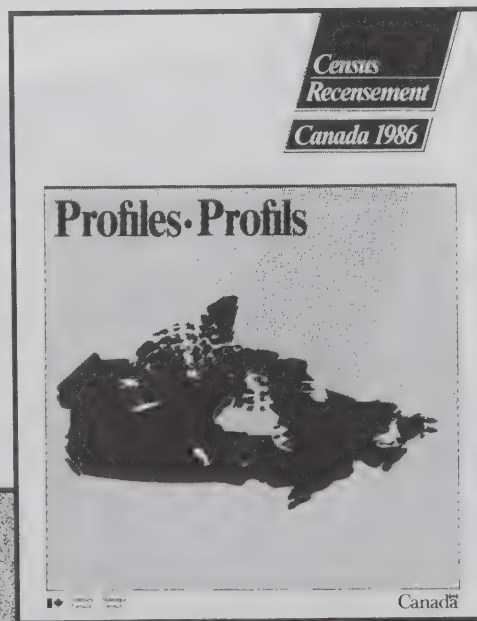 Census
Recensement
Canada 1986
Profiles • Profils
Canada